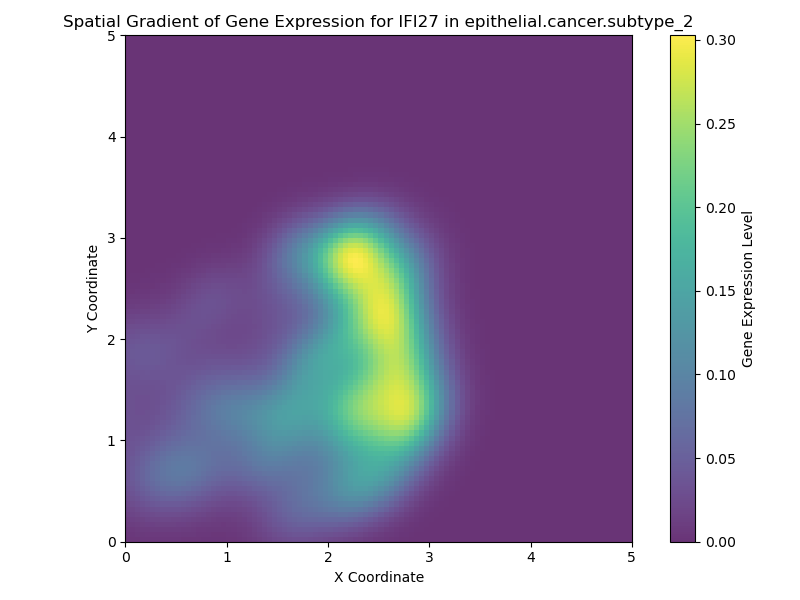 Spatial Gradient of Gene Expression for IFI27 in epithelial.cancer.subtype_2
5
4
3
2
1
0
Y Coordinate
0 1 2 3 4 5
X Coordinate
0.30
0.25
0.20
0.15
0.10
0.05
0.00
Gene Expression Level